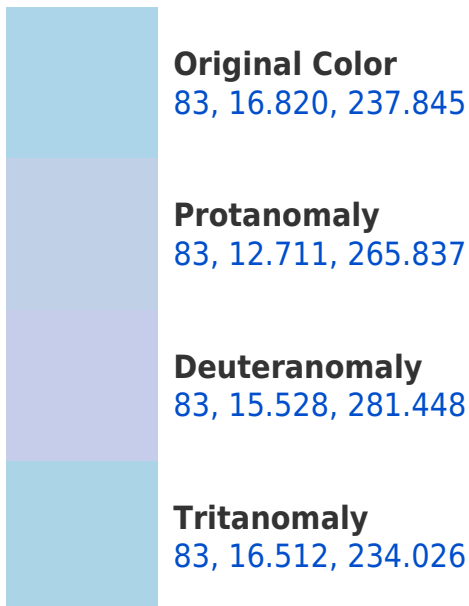 Original Color
83, 16.820, 237.845
Protanomaly
83, 12.711, 265.837
Deuteranomaly
83, 15.528, 281.448
Tritanomaly
83, 16.512, 234.026